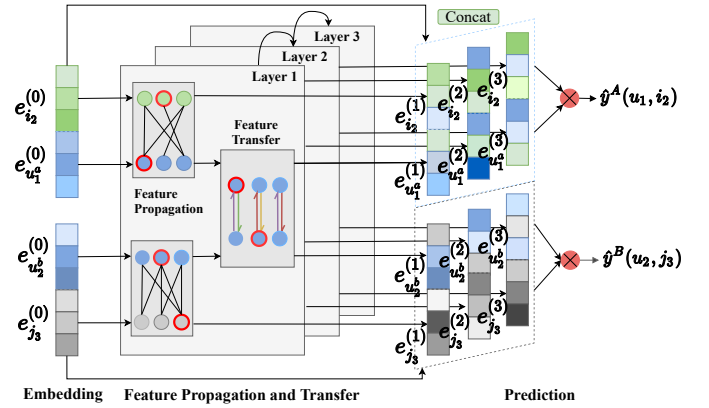 Concat
Layer 3
Layer 2
Layer 1
e_{i_2}^{(0)}
e_{u_1^a}^{(0)}
e_{u_2^b}^{(0)}
e_{j_3}^{(0)}
Feature
Transfer
Feature
Propagation
e_{i_2}^{(1)}
e_{i_2}^{(2)}
e_{i_2}^{(3)}
e_{u_1^a}^{(1)}
e_{u_1^a}^{(2)}
e_{u_1^a}^{(3)}
e_{u_2^b}^{(1)}
e_{u_2^b}^{(2)}
e_{u_2^b}^{(3)}
e_{j_3}^{(1)}
e_{j_3}^{(2)}
e_{j_3}^{(3)}
ŷ^A(u_1, i_2)
ŷ^B(u_2, j_3)
Embedding
Feature Propagation and Transfer
Prediction